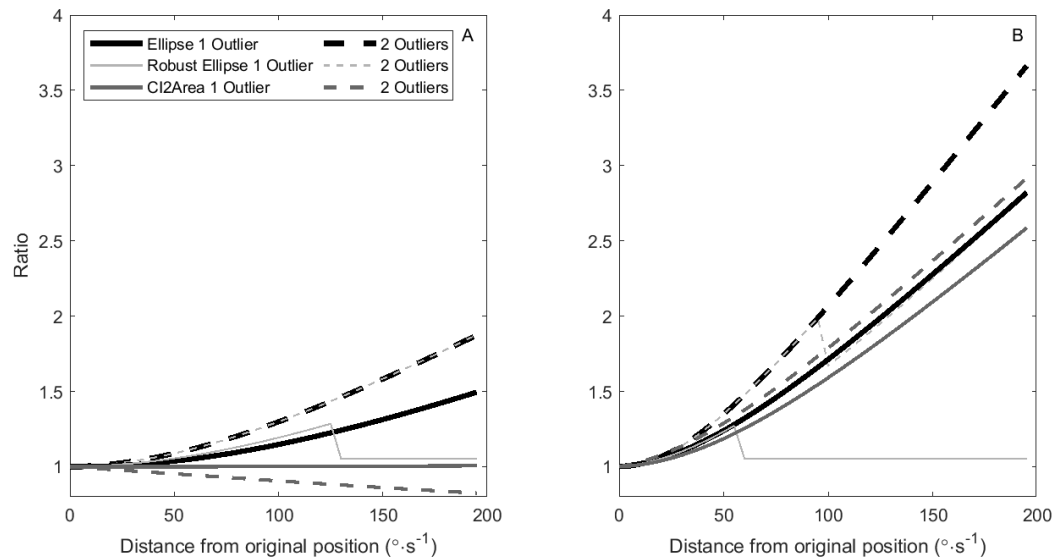 A
Ellipse 1 Outlier 2 Outliers
Robust Ellipse 1 Outlier 2 Outliers
CI2Area 1 Outlier 2 Outliers
Ratio
4
3.5
3
2.5
2
1.5
1
0 50 100 150 200
Distance from original position (°·s⁻¹)
B
4
3.5
3
2.5
2
1.5
1
0 50 100 150 200
Distance from original position (°·s⁻¹)